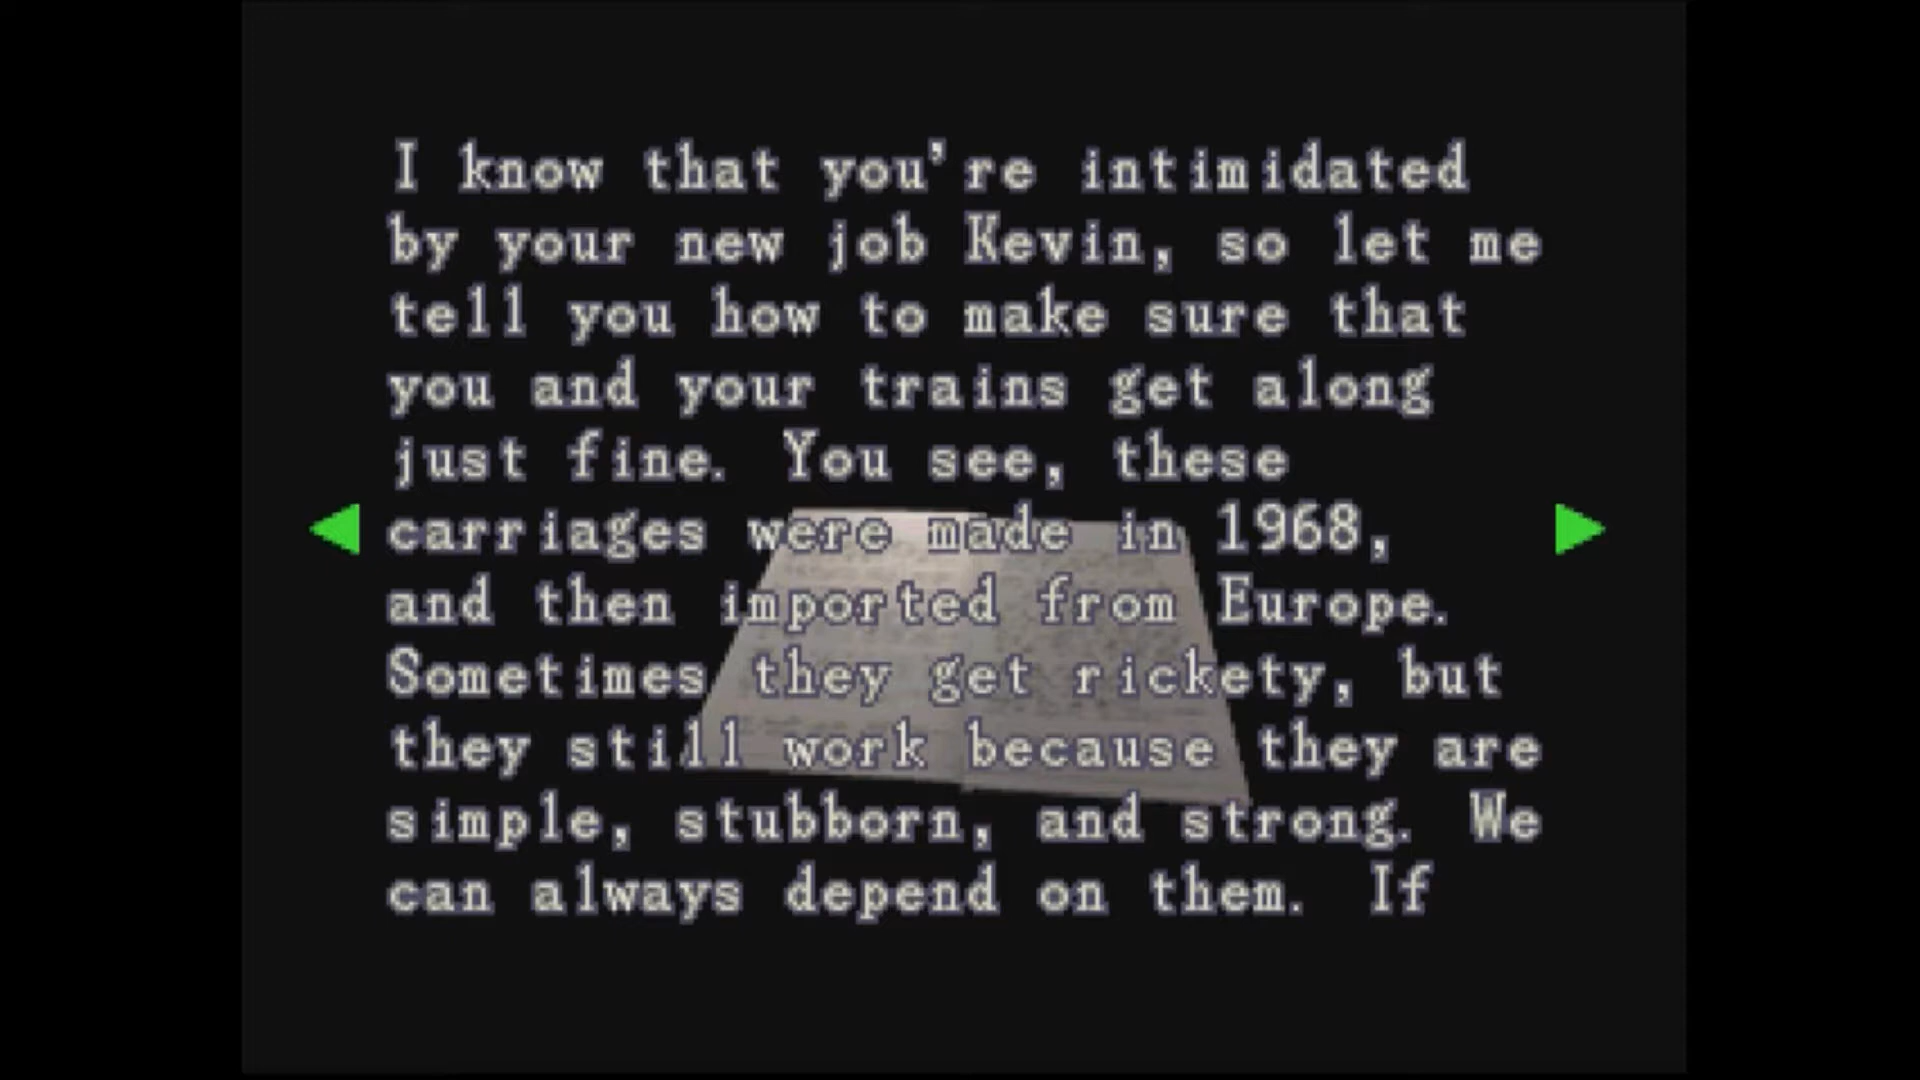 I know that you're intimidated
by your new job Kevin, so let me
tell you how to make sure that
you and your trains get along
just fine. You see, these
carriages were made in 1968,
and then imported from Europe.
Sometimes they get rickety, but
they still work because they are
simple, stubborn, and strong. We
can always depend on them. If